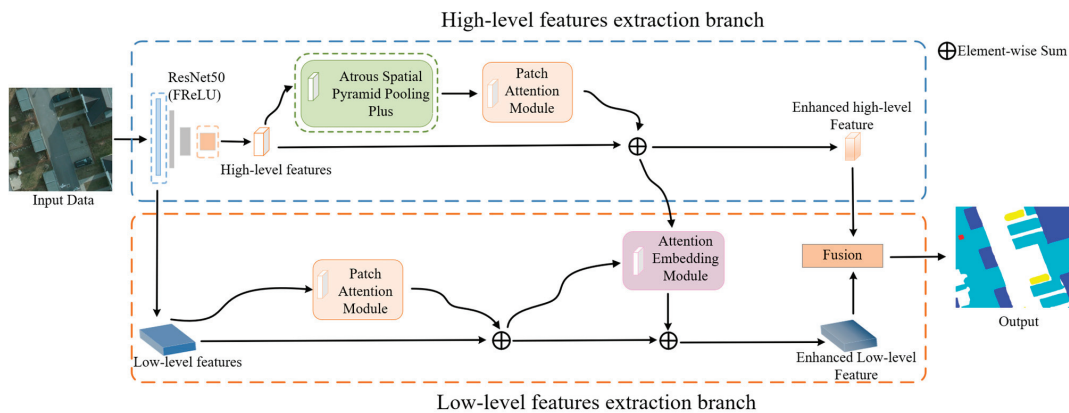 High-level features extraction branch
Element-wise Sum
ResNet50
(FReLU)
Atrous Spatial
Pyramid Pooling
Plus
Patch
Attention
Module
Enhanced high-level
Feature
High-level features
Input Data
Attention
Embedding
Module
Fusion
Patch
Attention
Module
Output
Low-level features
Enhanced Low-level
Feature
Low-level features extraction branch